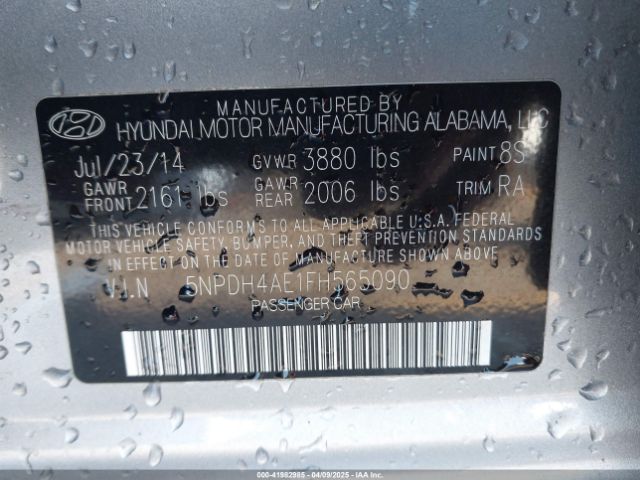 MANUFACTURED BY
HYUNDAI MOTOR MANUFACTURING ALABAMA, LLC
Jul/23/14 GVWR 3880 lbs PAINT 8S
GAWR FRONT 2161 lbs GAWR REAR 2006 lbs TRIM RA
THIS VEHICLE CONFORMS TO ALL APPLICABLE U.S.A. FEDERAL
MOTOR VEHICLE SAFETY, BUMPER, AND THEFT PREVENTION STANDARDS
IN EFFECT ON THE DATE OF MANUFACTURE SHOWN ABOVE
V.I.N 5NPDH4AE1FH565090
PASSENGER CAR
000-41982985 - 04/09/2025 - IAAI.COM